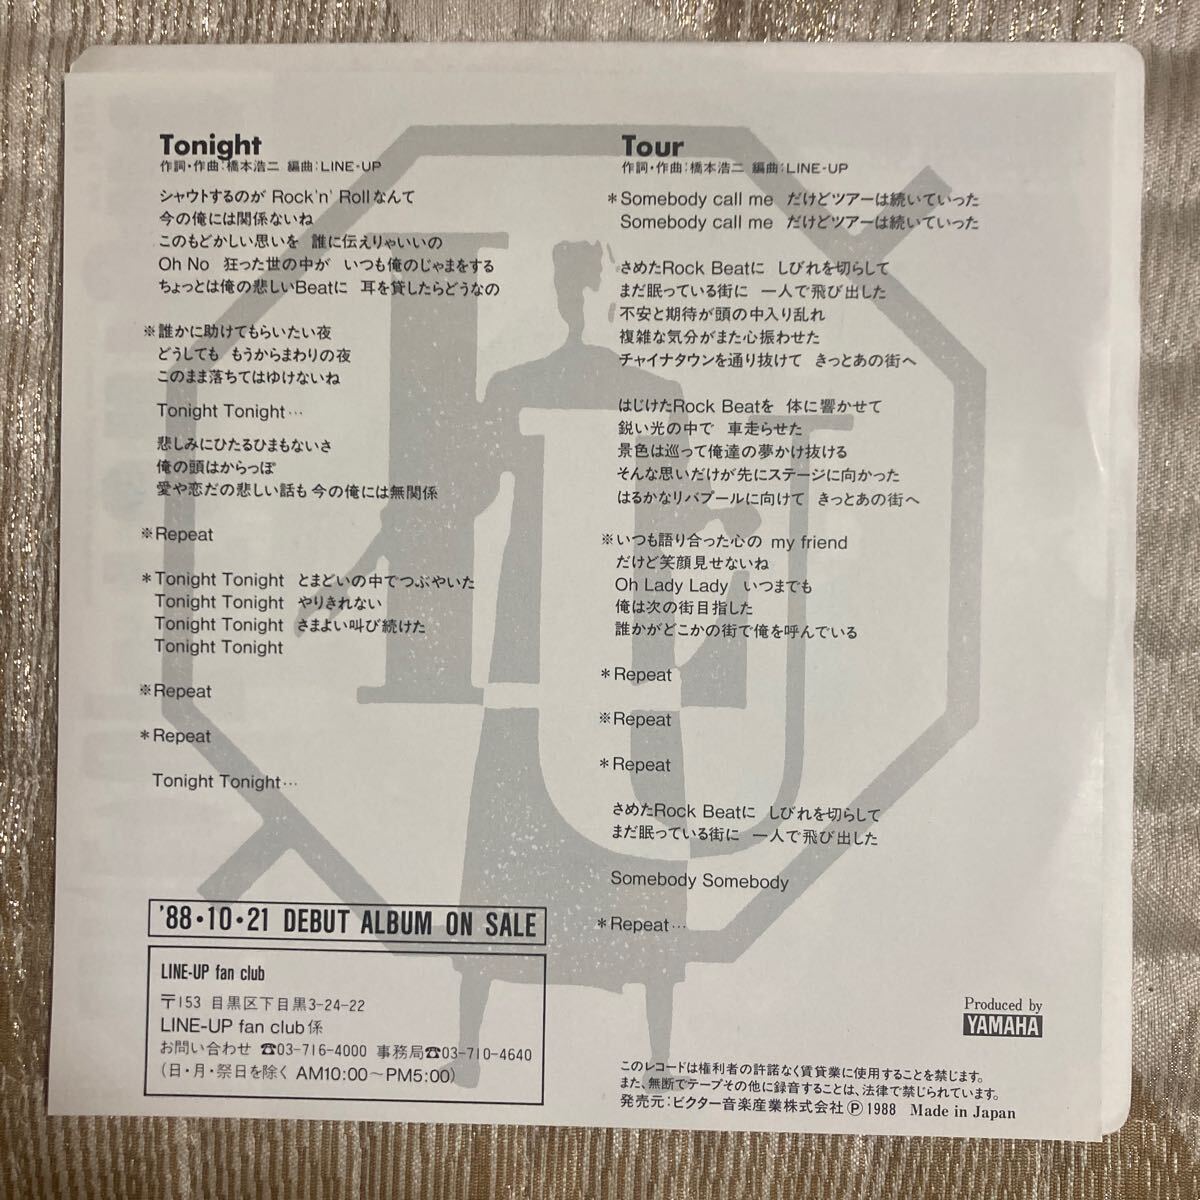 Tonight
作詞・作曲:橋本浩二 編曲:LINE-UP
シャウトするのが Rock'n' Rollなんて
今の俺には関係ないね
このもどかしい思いを 誰に伝えりゃいいの
Oh No 狂った世の中が いつも俺のじゃまをする
ちょっとは俺の悲しいBeatに 耳を貸したらどうなの
※誰かに助けてもらいたい夜
どうしても もうからまわりの夜
このまま落ちてはゆけないね
Tonight Tonight…
悲しみにひたるひまもないさ
俺の頭はからっぽ
愛や恋だの悲しい話も 今の俺には無関係
※Repeat
*Tonight Tonight とまどいの中でつぶやいた
Tonight Tonight やりきれない
Tonight Tonight さまよい叫び続けた
Tonight Tonight
※Repeat
*Repeat
Tonight Tonight…
'88・10・21 DEBUT ALBUM ON SALE
LINE-UP fan club
〒153 目黒区下目黒3-24-22
LINE-UP fan club係
お問い合わせ ☎03-716-4000 事務局☎03-710-4640
(日・月・祭日を除く AM10:00〜PM5:00)
Tour
作詞・作曲:橋本浩二 編曲:LINE-UP
*Somebody call me だけどツアーは続いていった
Somebody call me だけどツアーは続いていった
さめたRock Beatに しびれを切らして
まだ眠っている街に 一人で飛び出した
不安と期待が頭の中入り乱れ
複雑な気分がまた心振わせた
チャイナタウンを通り抜けて きっとあの街へ
はじけたRock Beatを 体に響かせて
鋭い光の中で 車走らせた
景色は巡って俺達の夢かけ抜ける
そんな思いだけが先にステージに向かった
はるかなリバプールに向けて きっとあの街へ
※いつも語り合った心の my friend
だけど笑顔見せないね
Oh Lady Lady いつまでも
俺は次の街目指した
誰かがどこかの街で俺を呼んでいる
*Repeat
※Repeat
*Repeat
さめたRock Beatに しびれを切らして
まだ眠っている街に 一人で飛び出した
Somebody Somebody
*Repeat…
Produced by
YAMAHA
このレコードは権利者の許諾なく賃貸業に使用することを禁じます。
また、無断でテープその他に録音することは、法律で禁じられています。
発売元:ビクター音楽産業株式会社 Ⓟ 1988 Made in Japan